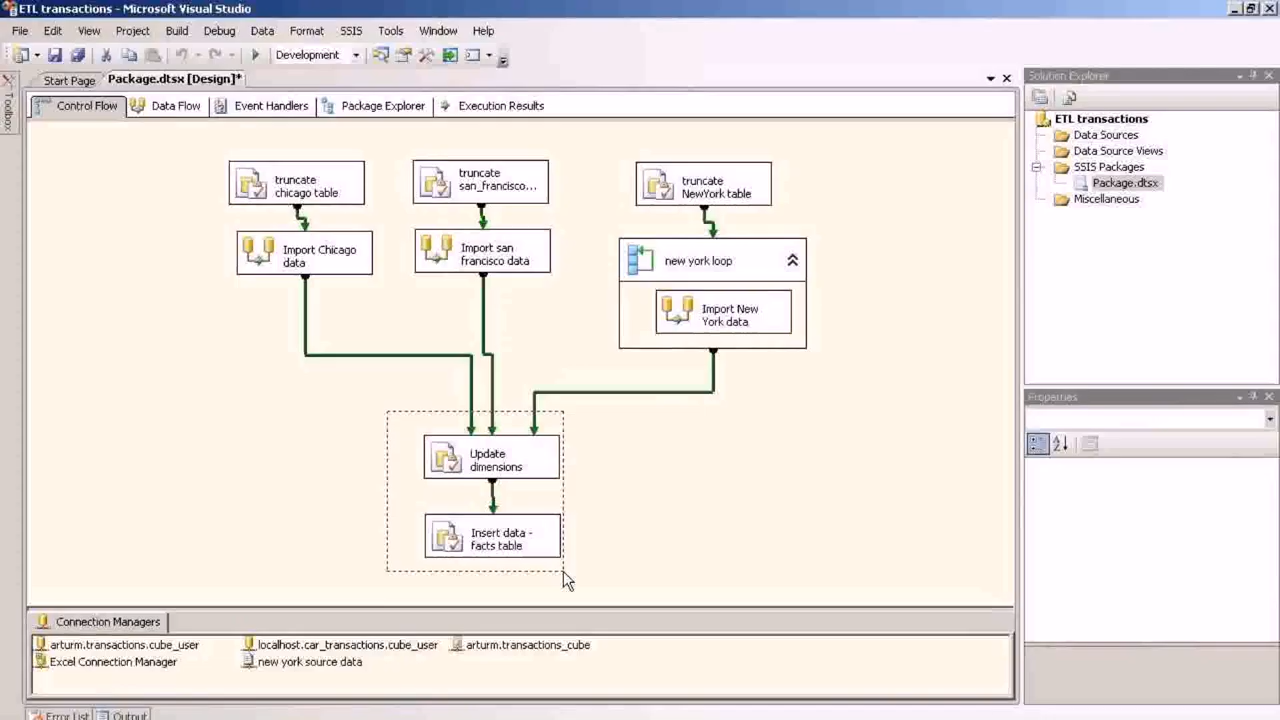 ETL transactions - Microsoft Visual Studio
File Edit View Project Build Debug Data Format SSIS Tools Window Help
Development
Start Page Package.dtsx [Design]*
Control Flow Data Flow Event Handlers Package Explorer Execution Results
Toolbox
truncate
chicago table
truncate
san_francisco...
truncate
NewYork table
Import Chicago
data
Import san
francisco data
new york loop
Import New
York data
Update
dimensions
Insert data -
facts table
Connection Managers
arturm.transactions.cube_user localhost.car_transactions.cube_user arturm.transactions_cube
Excel Connection Manager new york source data
Error List Output
Solution Explorer
ETL transactions
Data Sources
Data Source Views
SSIS Packages
Package.dtsx
Miscellaneous
Properties